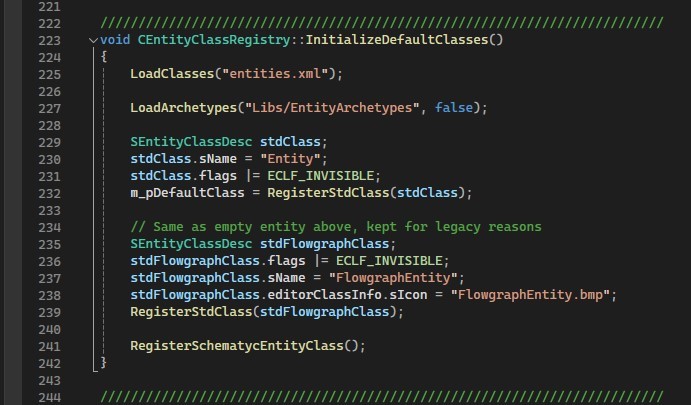 221
222 ///////////////////////////////////////////////////////////////////////////
223 void CEntityClassRegistry::InitializeDefaultClasses()
224 {
225     LoadClasses("entities.xml");
226
227     LoadArchetypes("Libs/EntityArchetypes", false);
228
229     SEntityClassDesc stdClass;
230     stdClass.sName = "Entity";
231     stdClass.flags |= ECLF_INVISIBLE;
232     m_pDefaultClass = RegisterStdClass(stdClass);
233
234     // Same as empty entity above, kept for legacy reasons
235     SEntityClassDesc stdFlowgraphClass;
236     stdFlowgraphClass.flags |= ECLF_INVISIBLE;
237     stdFlowgraphClass.sName = "FlowgraphEntity";
238     stdFlowgraphClass.editorClassInfo.sIcon = "FlowgraphEntity.bmp";
239     RegisterStdClass(stdFlowgraphClass);
240
241     RegisterSchematycEntityClass();
242 }
243
244 ///////////////////////////////////////////////////////////////////////////